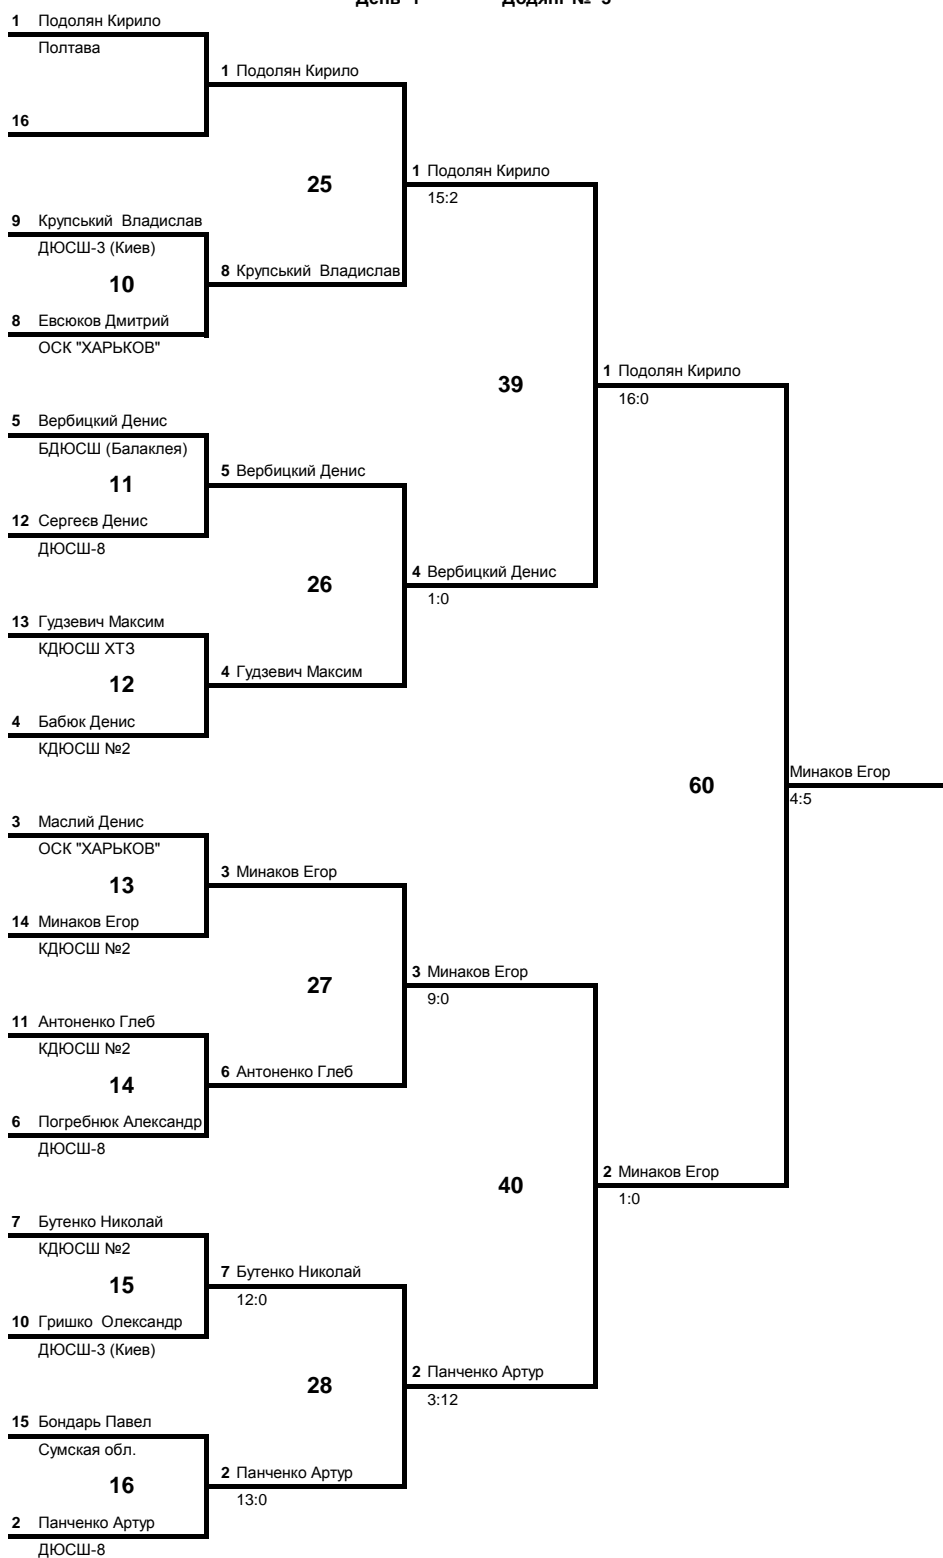 1 Подолян Кирило
Полтава
1 Подолян Кирило
16
25
1 Подолян Кирило
15:2
9 Крупський Владислав
ДЮСШ-3 (Киев)
8 Крупський Владислав
10
8 Евсюков Дмитрий
ОСК "ХАРЬКОВ"
39
1 Подолян Кирило
16:0
5 Вербицкий Денис
БДЮСШ (Балаклея)
5 Вербицкий Денис
11
12 Сергеєв Денис
ДЮСШ-8
26
4 Вербицкий Денис
1:0
13 Гудзевич Максим
КДЮСШ ХТЗ
4 Гудзевич Максим
12
4 Бабюк Денис
КДЮСШ №2
60
Минаков Егор
4:5
3 Маслий Денис
ОСК "ХАРЬКОВ"
3 Минаков Егор
13
14 Минаков Егор
КДЮСШ №2
27
3 Минаков Егор
9:0
11 Антоненко Глеб
КДЮСШ №2
6 Антоненко Глеб
14
6 Погребнюк Александр
ДЮСШ-8
40
2 Минаков Егор
1:0
7 Бутенко Николай
КДЮСШ №2
7 Бутенко Николай
15
12:0
10 Гришко Олександр
ДЮСШ-3 (Киев)
28
2 Панченко Артур
3:12
15 Бондарь Павел
Сумская обл.
2 Панченко Артур
16
13:0
2 Панченко Артур
ДЮСШ-8